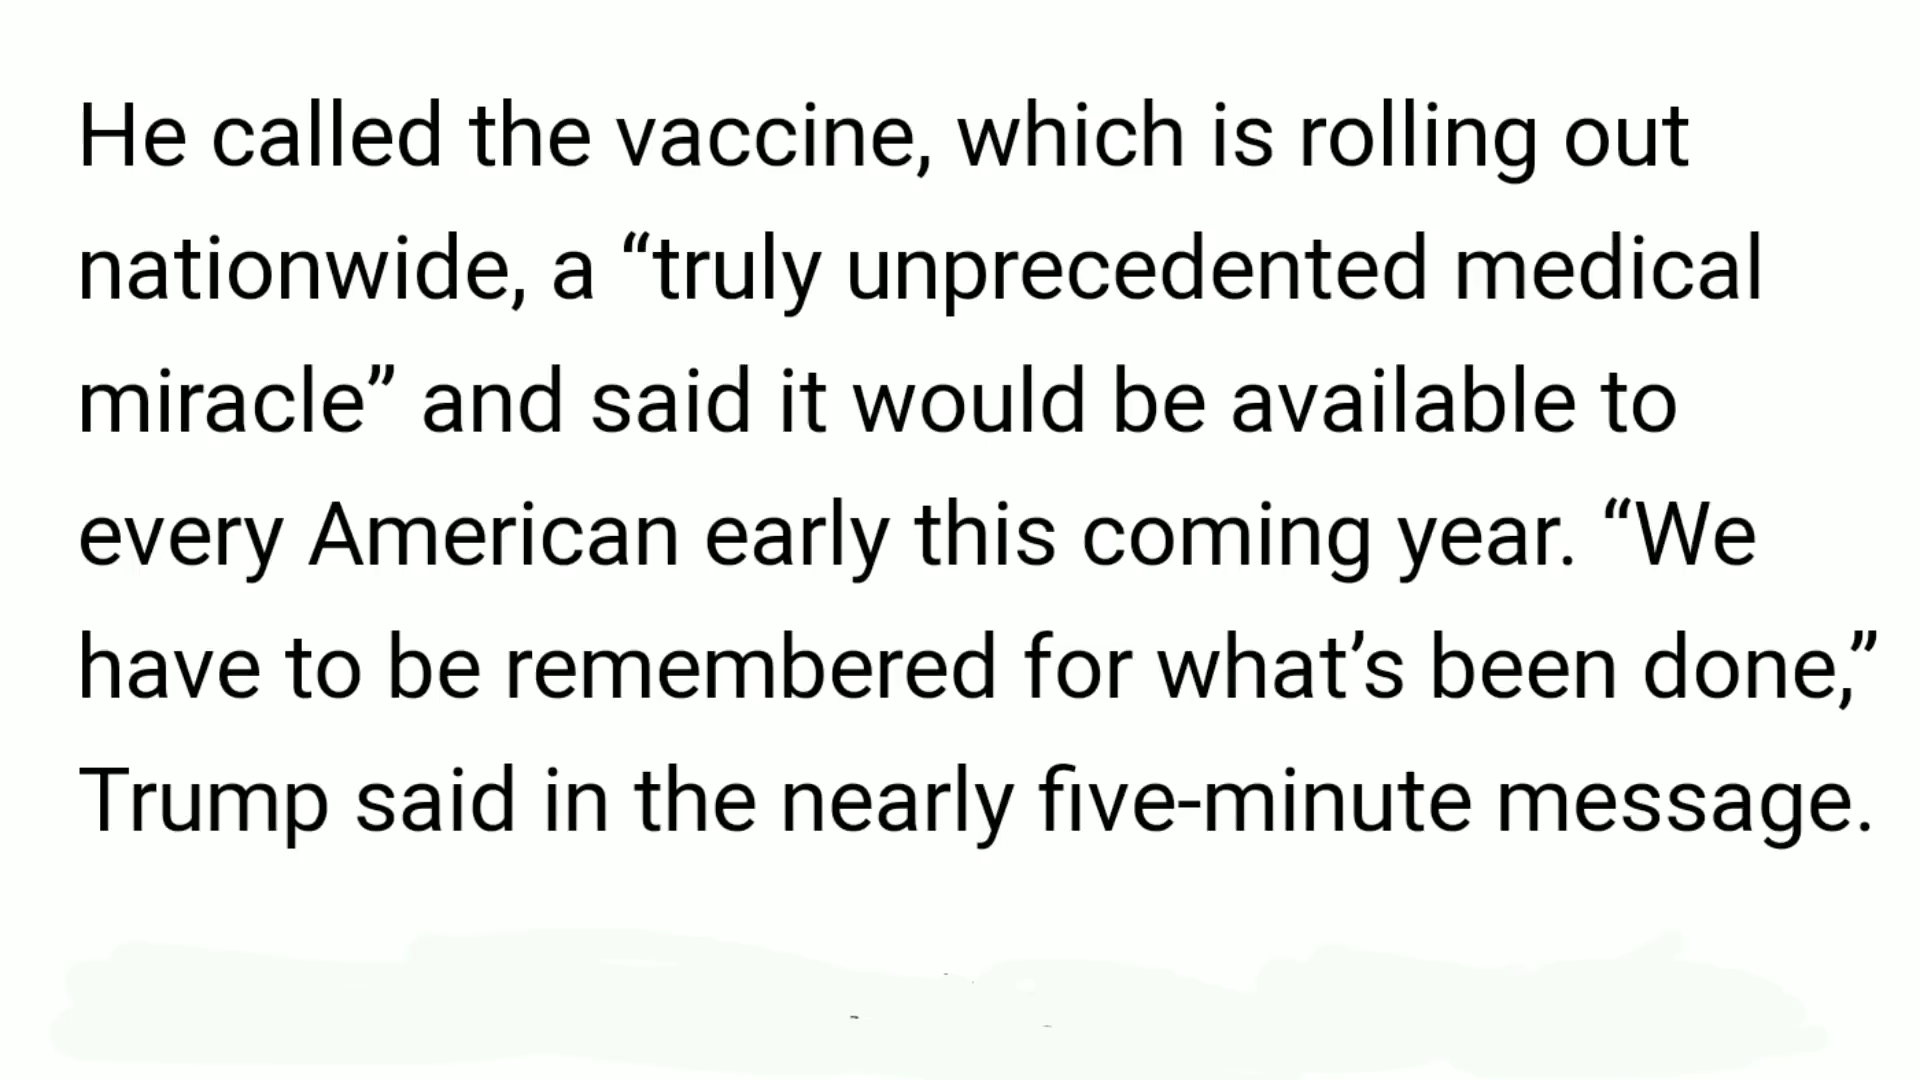 He called the vaccine, which is rolling out
nationwide, a “truly unprecedented medical
miracle” and said it would be available to
every American early this coming year. “We
have to be remembered for what’s been done,”
Trump said in the nearly five-minute message.